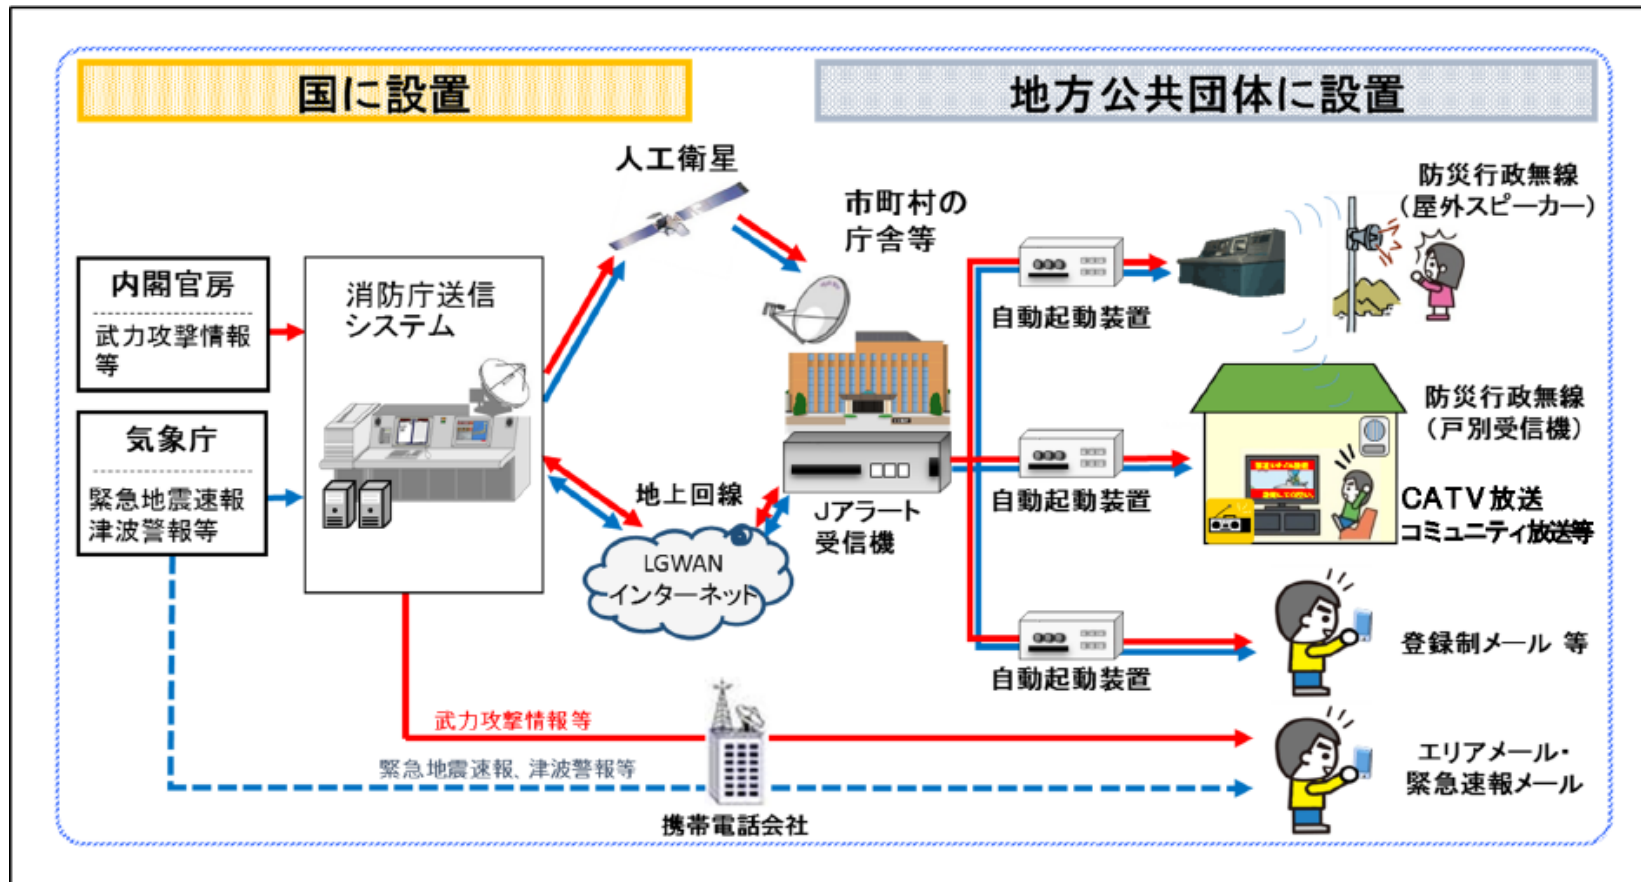 国に設置
地方公共団体に設置
人工衛星
市町村の
庁舎等
防災行政無線
(屋外スピーカー)
内閣官房
武力攻撃情報
等
消防庁送信
システム
自動起動装置
気象庁
緊急地震速報
津波警報等
防災行政無線
(戸別受信機)
地上回線
Jアラート
受信機
自動起動装置
CATV放送
コミュニティ放送等
LGWAN
インターネット
自動起動装置
登録制メール 等
武力攻撃情報等
緊急地震速報、津波警報等
エリアメール・
緊急速報メール
携帯電話会社